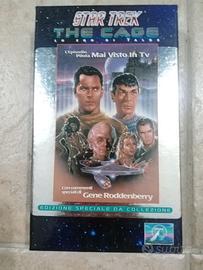 STAR TREK
THE CAGE
L'Episodio
Pilota Mai Visto In Tv
Con commenti
speciali di
Gene Roddenberry
EDIZIONE SPECIALE DA COLLEZIONE